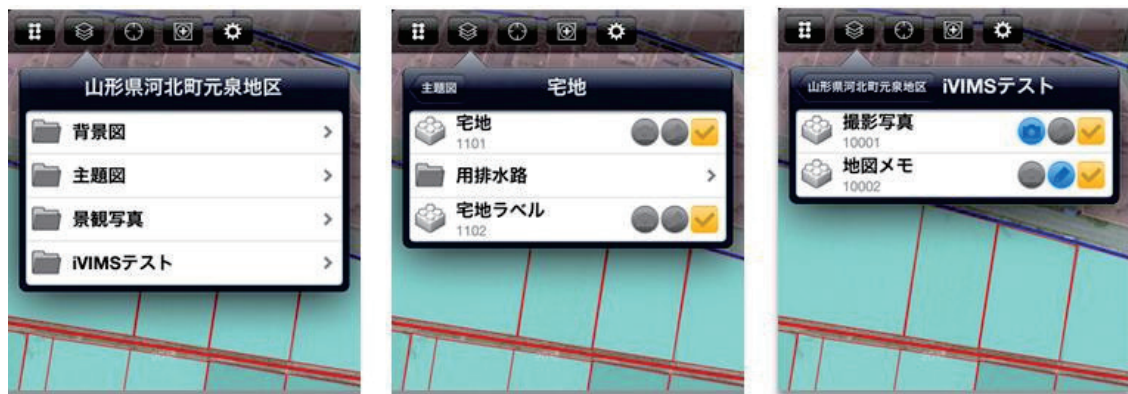 山形県河北町元泉地区
背景図
主題図
景観写真
iVIMSテスト
主題図
宅地
宅地
1101
用排水路
宅地ラベル
1102
山形県河北町元泉地区
iVIMSテスト
撮影写真
10001
地図メモ
10002